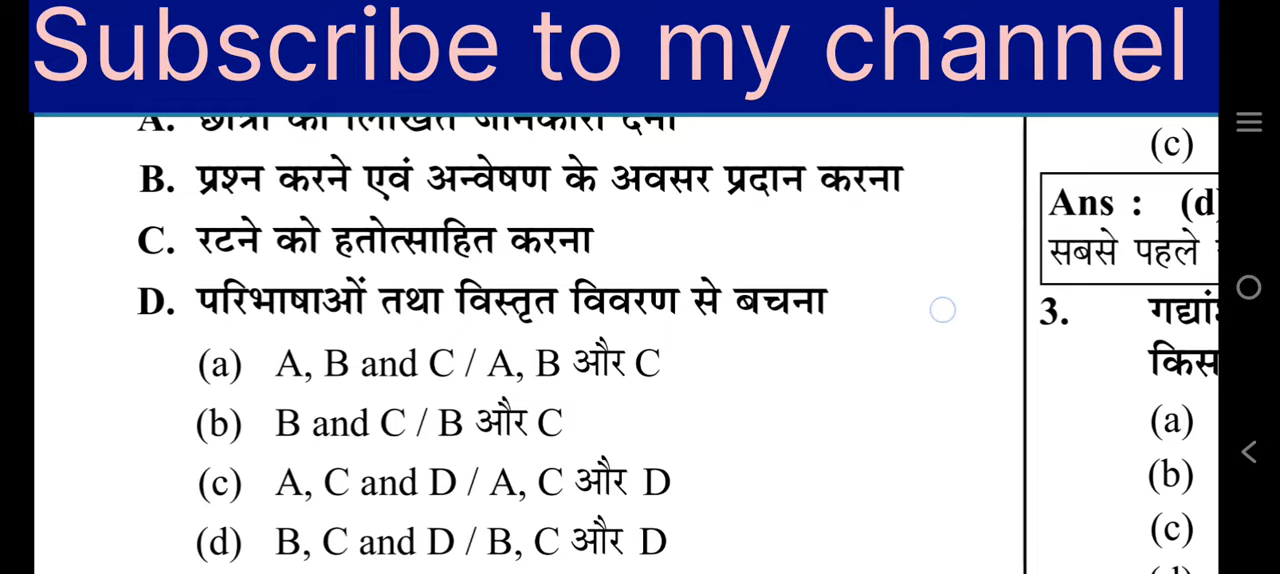 Subscribe to my channel
A. छात्रों को लिखित जानकारी देना
B. प्रश्न करने एवं अन्वेषण के अवसर प्रदान करना
C. रटने को हतोत्साहित करना
D. परिभाषाओं तथा विस्तृत विवरण से बचना
(a) A, B and C / A, B और C
(b) B and C / B और C
(c) A, C and D / A, C और D
(d) B, C and D / B, C और D
(c)
Ans : (d
सबसे पहले
3.
किस
(a)
(b)
(c)